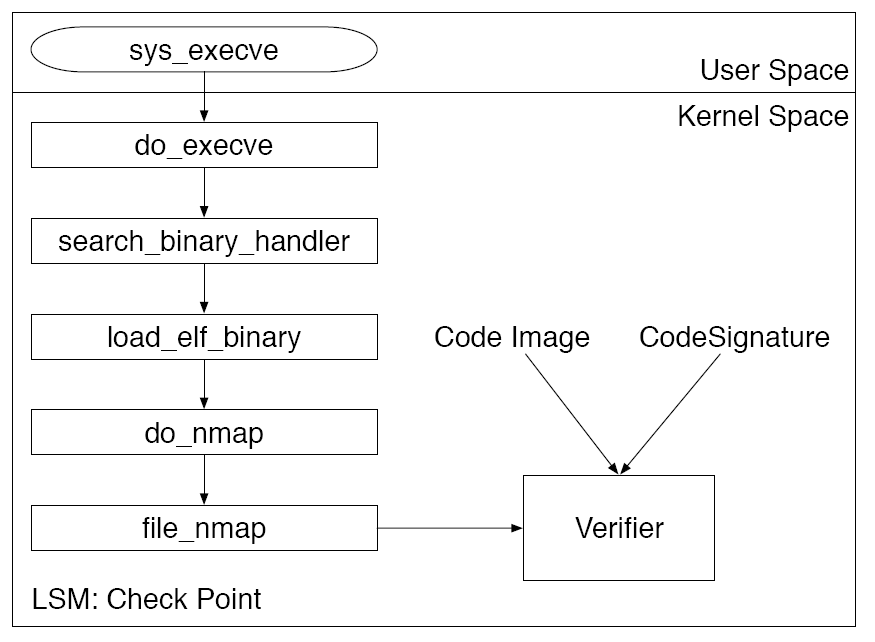 sys_execve
User Space
Kernel Space
do_execve
search_binary_handler
load_elf_binary
Code Image
CodeSignature
do_nmap
file_nmap
Verifier
LSM: Check Point